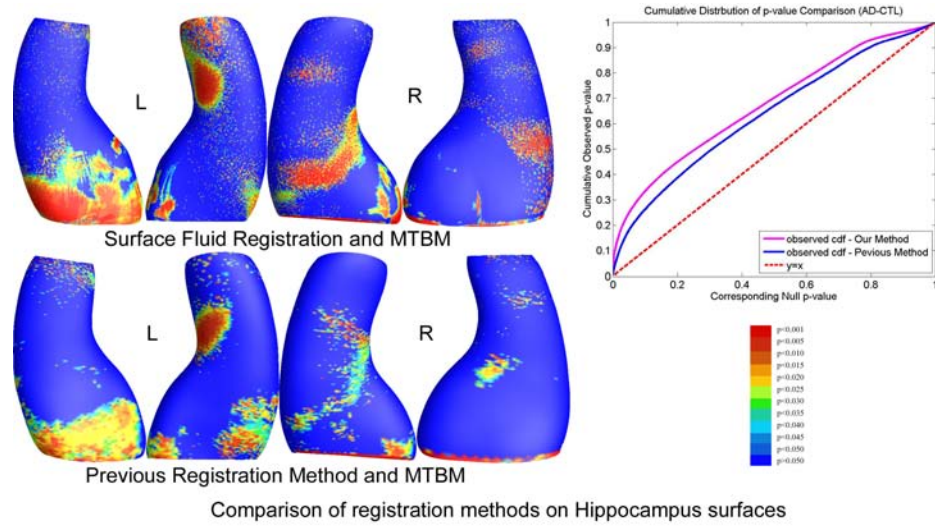 L
R
Surface Fluid Registration and MTBM
L
R
Previous Registration Method and MTBM
Cumulative Distrbution of p-value Comparison (AD-CTL)
1
0.9
0.8
0.7
0.6
0.5
0.4
0.3
0.2
0.1
0
Cumulative Observed p-value
0 0.2 0.4 0.6 0.8 1
Corresponding Null p-value
observed cdf - Our Method
observed cdf - Pevious Method
y=x
p<0.001
p<0.005
p<0.010
p<0.015
p<0.020
p<0.025
p<0.030
p<0.035
p<0.040
p<0.045
p<0.050
p>0.050
Comparison of registration methods on Hippocampus surfaces